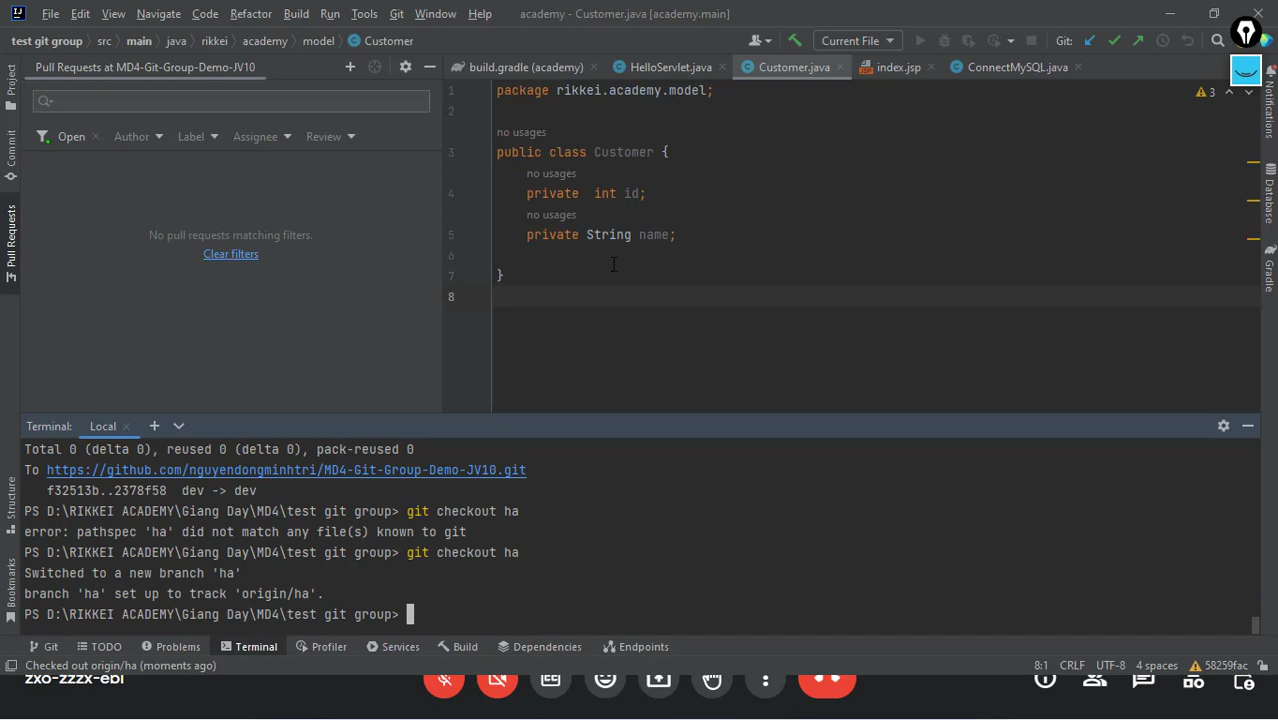 File Edit View Navigate Code Refactor Build Run Tools Git Window Help academy - Customer.java [academy.main]
test git group src main java rikkei academy model Customer Current File Git:
Pull Requests at MD4-Git-Group-Demo-JV10
build.gradle (academy) HelloServlet.java Customer.java index.jsp ConnectMySQL.java
Open Author Label Assignee Review
No pull requests matching filters.
Clear filters
Project
Commit
Pull Requests
Structure
Bookmarks
1 package rikkei.academy.model;
2
no usages
3 public class Customer {
no usages
4 private int id;
no usages
5 private String name;
6
7 }
8
3
Notifications
Database
Gradle
Terminal: Local
Total 0 (delta 0), reused 0 (delta 0), pack-reused 0
To https://github.com/nguyendongminhtri/MD4-Git-Group-Demo-JV10.git
f32513b..2378f58 dev -> dev
PS D:\RIKKEI ACADEMY\Giang Day\MD4\test git group> git checkout ha
error: pathspec 'ha' did not match any file(s) known to git
PS D:\RIKKEI ACADEMY\Giang Day\MD4\test git group> git checkout ha
Switched to a new branch 'ha'
branch 'ha' set up to track 'origin/ha'.
PS D:\RIKKEI ACADEMY\Giang Day\MD4\test git group>
Git TODO Problems Terminal Profiler Services Build Dependencies Endpoints
Checked out origin/ha (moments ago) 8:1 CRLF UTF-8 4 spaces 58259fac
zxo-zzzx-ebi